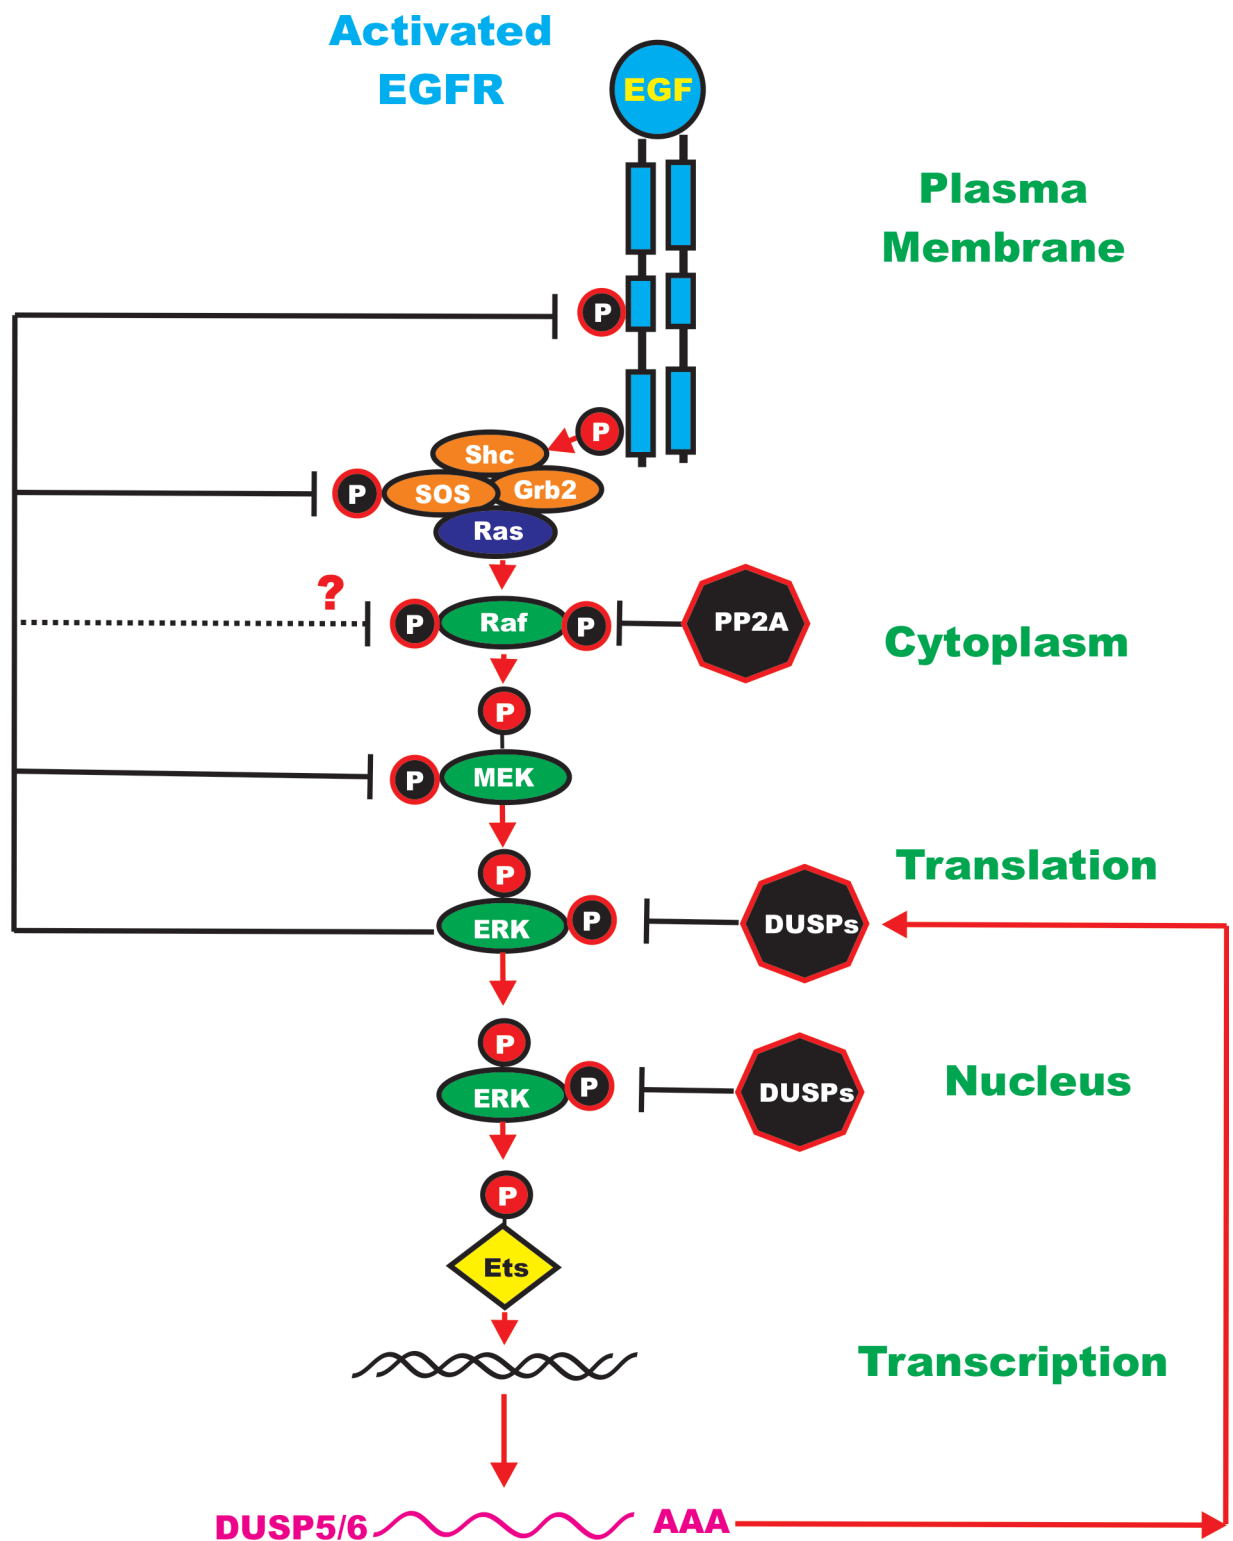 Activated
EGFR
EGF
Plasma
Membrane
P
P
Shc
P
SOS
Grb2
Ras
?
P
Raf
P
PP2A
Cytoplasm
P
P
MEK
P
ERK
P
DUSPs
Translation
P
ERK
P
DUSPs
Nucleus
P
Ets
Transcription
DUSP5/6
AAA